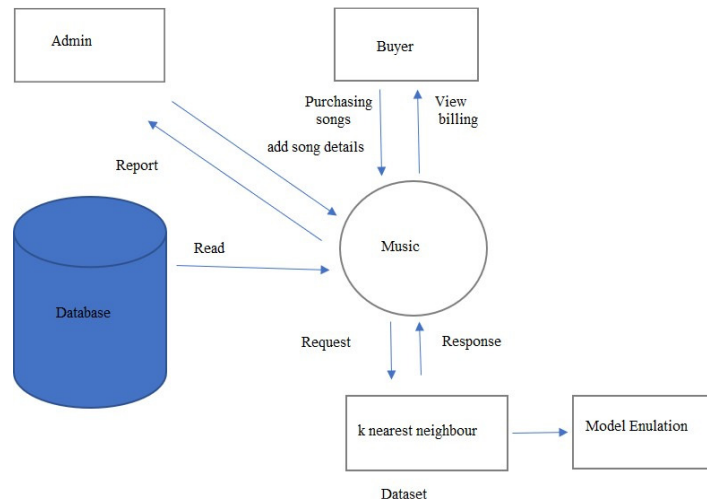 Admin
Buyer
Purchasing
songs
View
billing
add song details
Report
Music
Read
Database
Request
Response
k nearest neighbour
Model Enulation
Dataset